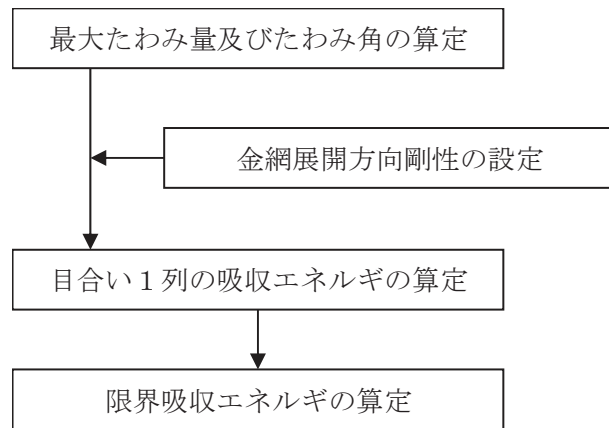 最大たわみ量及びたわみ角の算定
金網展開方向剛性の設定
目合い１列の吸収エネルギの算定
限界吸収エネルギの算定